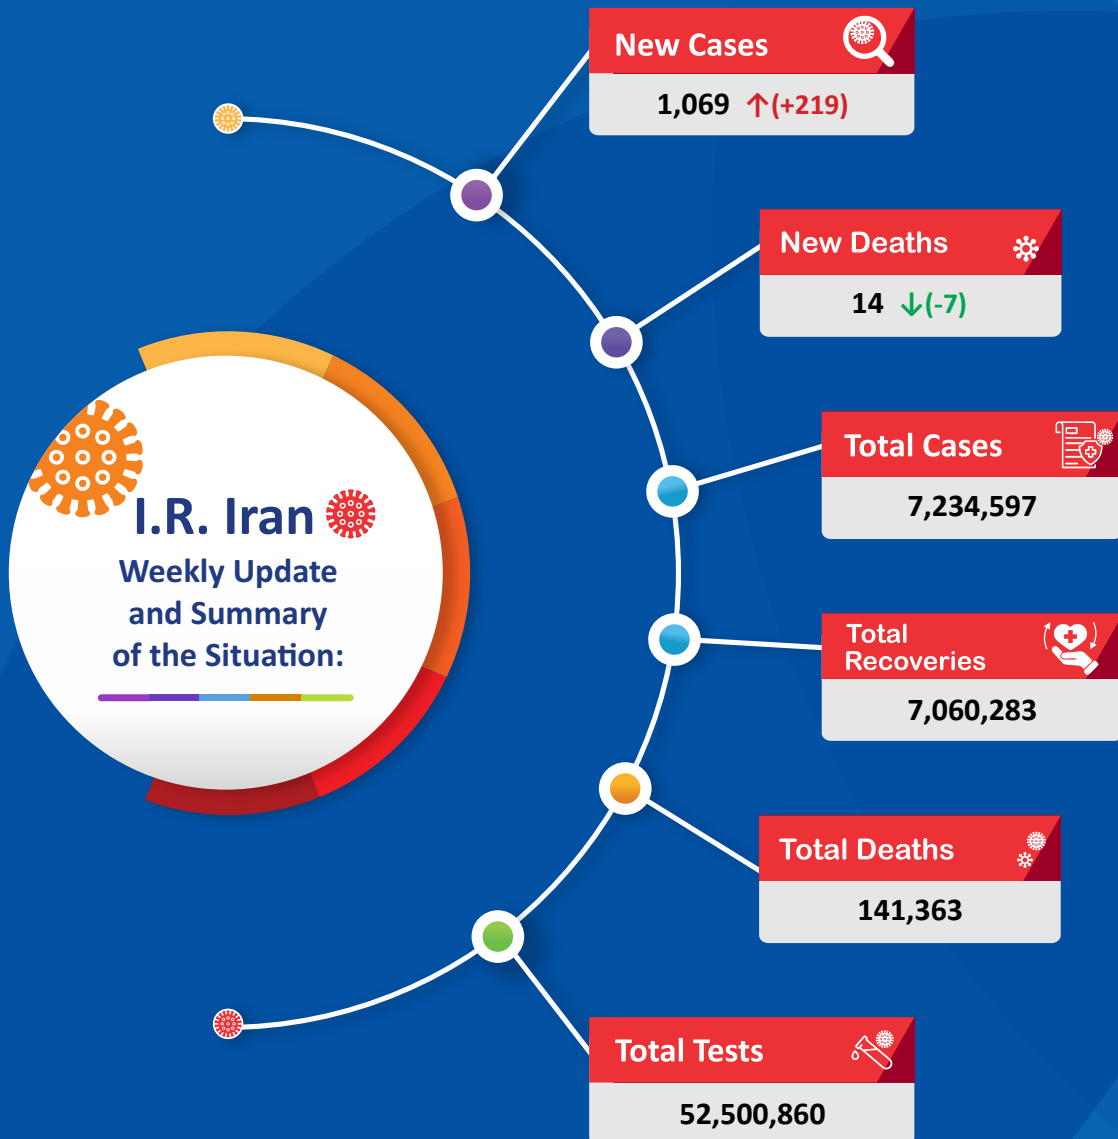 New Cases
1,069 ↑(+219)
New Deaths
14 ↓(-7)
Total Cases
7,234,597
I.R. Iran
Weekly Update
and Summary
of the Situation:
Total
Recoveries
7,060,283
Total Deaths
141,363
Total Tests
52,500,860